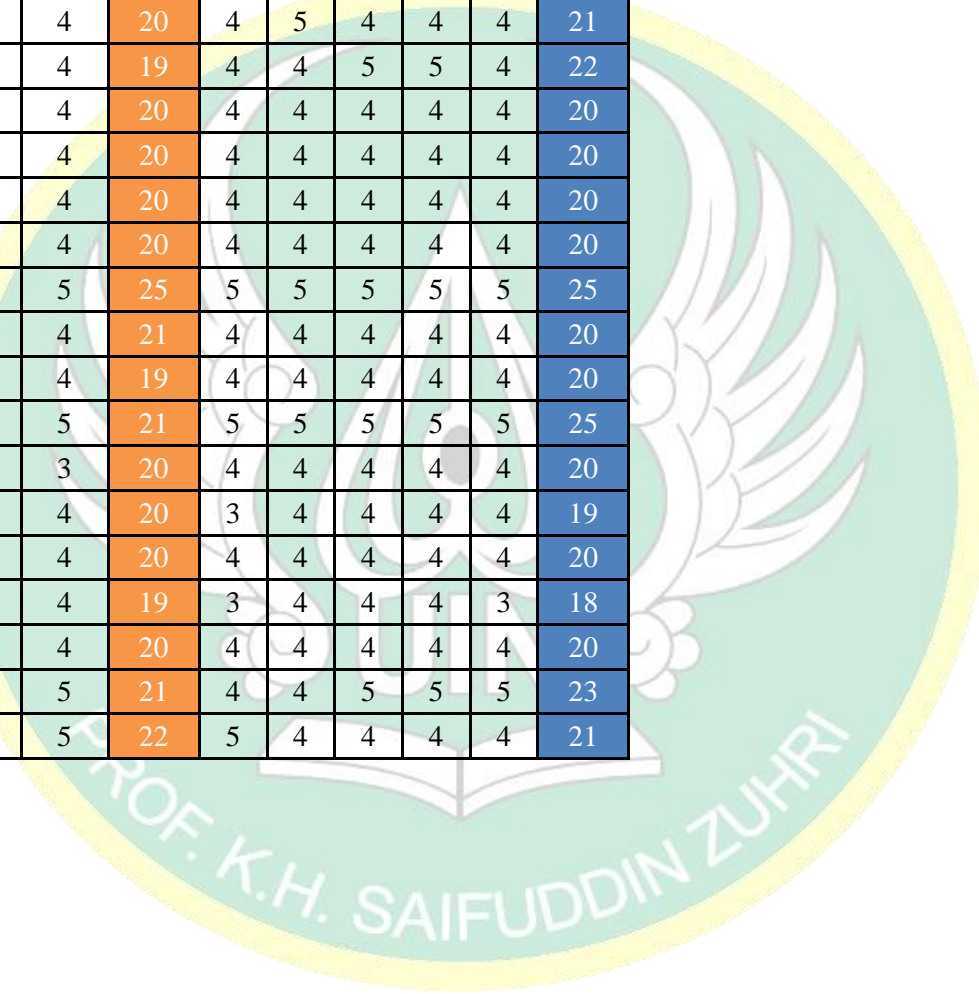 4 20 4 5 4 4 4 21
4 19 4 4 5 5 4 22
4 20 4 4 4 4 4 20
4 20 4 4 4 4 4 20
4 20 4 4 4 4 4 20
4 20 4 4 4 4 4 20
5 25 5 5 5 5 5 25
4 21 4 4 4 4 4 20
4 19 4 4 4 4 4 20
5 21 5 5 5 5 5 25
3 20 4 4 4 4 4 20
4 20 3 4 4 4 4 19
4 20 4 4 4 4 4 20
4 19 3 4 4 4 3 18
4 20 4 4 4 4 4 20
5 21 4 4 5 5 5 23
5 22 5 4 4 4 4 21
UIN
PROF. K.H. SAIFUDDIN ZUHRI